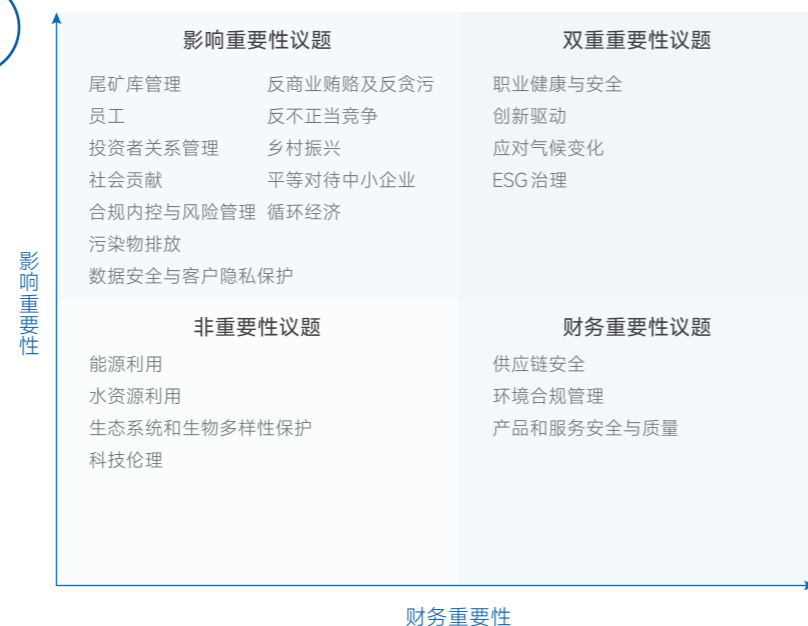 影响重要性议题
尾矿库管理
员工
投资者关系管理
社会贡献
合规内控与风险管理
污染物排放
数据安全与客户隐私保护
反商业贿赂及反贪污
反不正当竞争
乡村振兴
平等对待中小企业
循环经济
双重重要性议题
职业健康与安全
创新驱动
应对气候变化
ESG 治理
影响重要性
非重要性议题
能源利用
水资源利用
生态系统和生物多样性保护
科技伦理
财务重要性议题
供应链安全
环境合规管理
产品和服务安全与质量
财务重要性